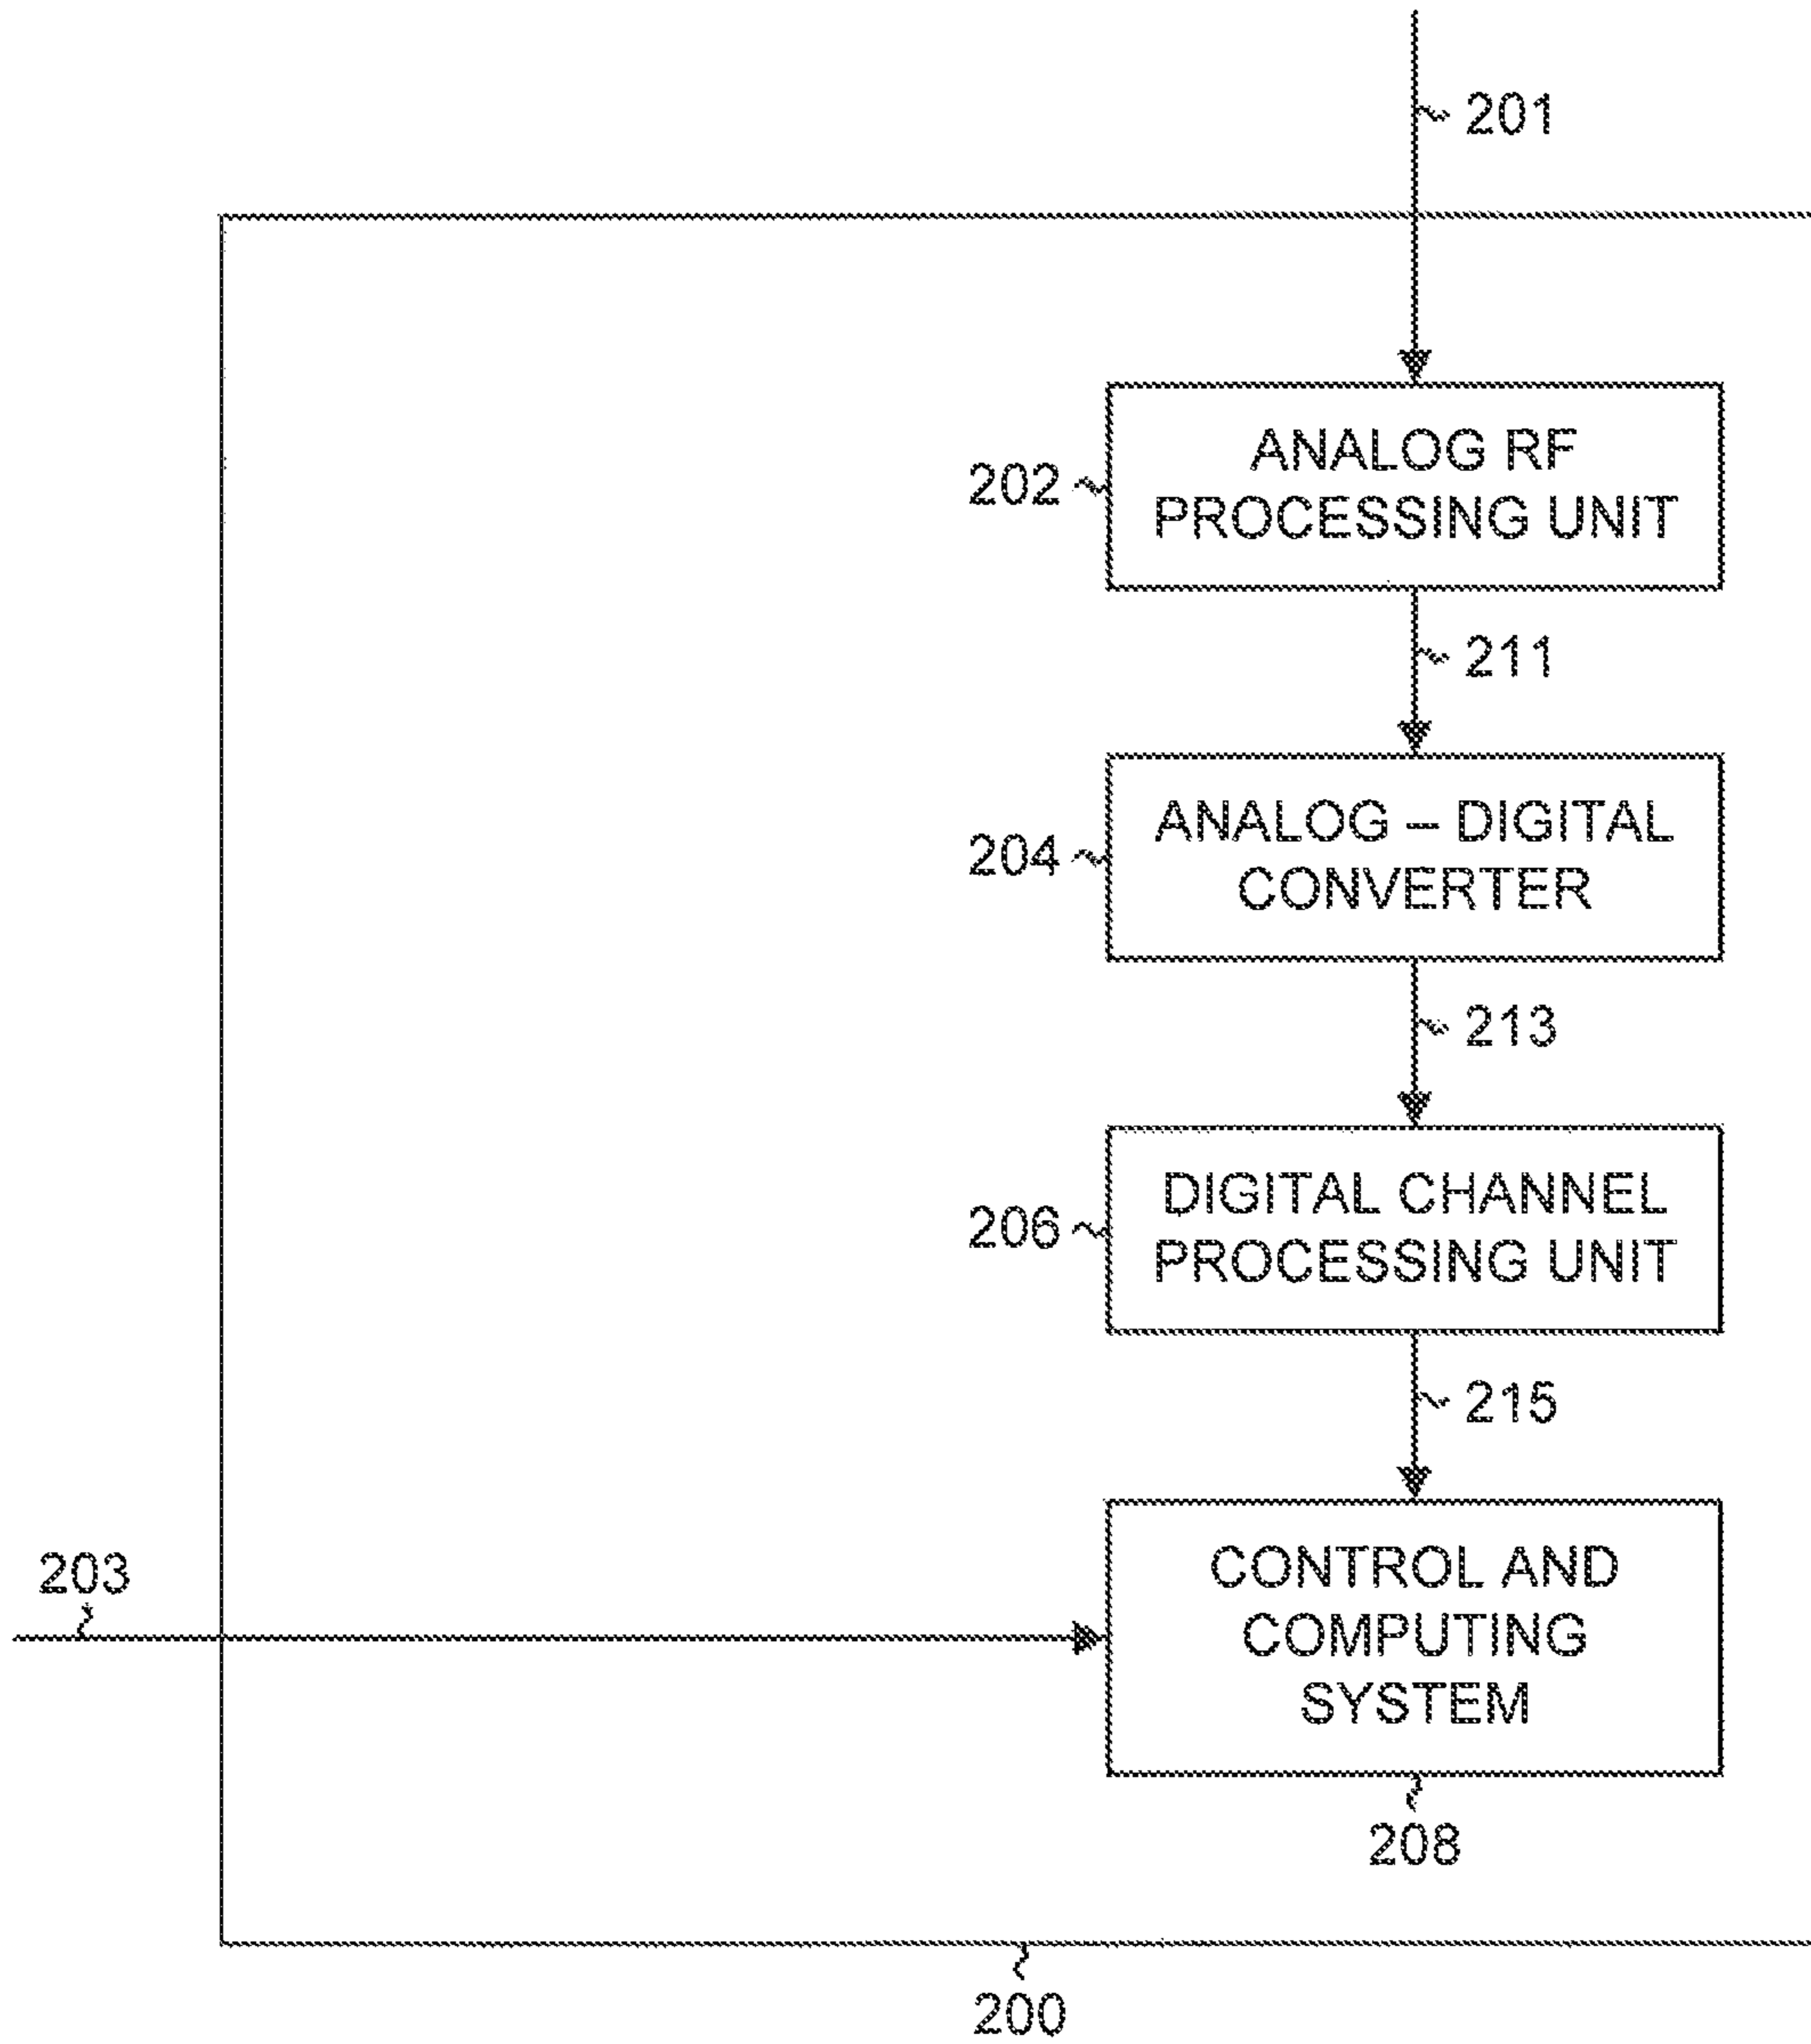 201
ANALOG RF
PROCESSING UNIT
202
211
ANALOG – DIGITAL
CONVERTER
204
213
DIGITAL CHANNEL
PROCESSING UNIT
206
215
CONTROL AND
COMPUTING
SYSTEM
203
208
200